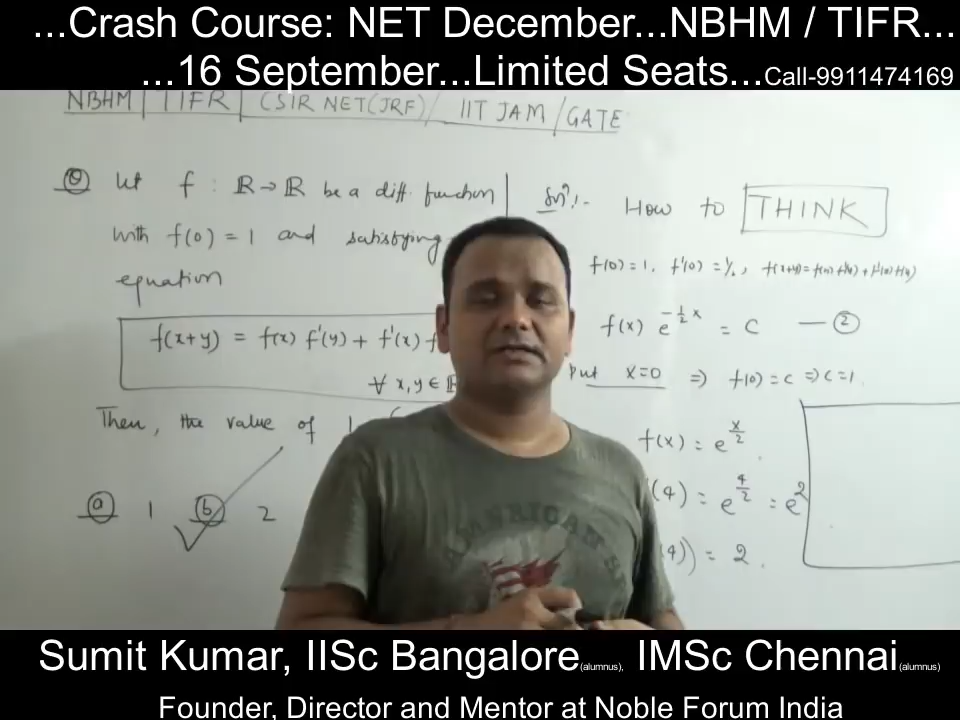 ...Crash Course: NET December...NBHM / TIFR...
...16 September...Limited Seats...Call-9911474169
NBHM | TIFR | CSIR NET(JRF)/ IIT JAM /GATE
Q Let f : ℝ→ℝ be a diff. function
with f(0) = 1 and satisfying
equation
f(x+y) = f(x) f'(y) + f'(x) f
∀ x, y ∈ ℝ
Then, the value of
a 1 b 2
Solⁿ:- How to THINK
f(0)=1, f'(0)=½, f(x+y)=f(x)f'(y)+f'(x)f(y)
f(x) e^{-½x} = C — 2
put x=0 ⇒ f(0)=C ⇒ C=1.
f(x) = e^{x/2}.
(4) = e^{4/2} = e^2
(4)) = 2.
AMERICAN
Sumit Kumar, IISc Bangalore(alumnus), IMSc Chennai(alumnus)
Founder, Director and Mentor at Noble Forum India